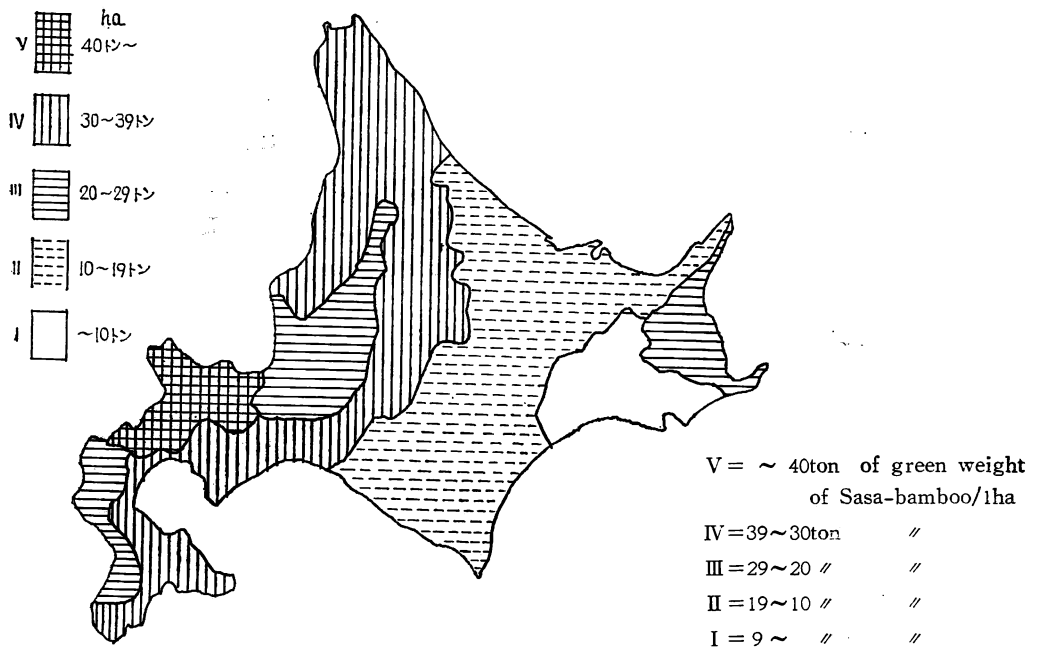 ha
V 40トン~
IV 30~39トン
III 20~29トン
II 10~19トン
I ~10トン
V = ~ 40ton of green weight
of Sasa-bamboo/1ha
IV = 39~30ton 〃
III = 29~20 〃 〃
II = 19~10 〃 〃
I = 9 ~ 〃 〃